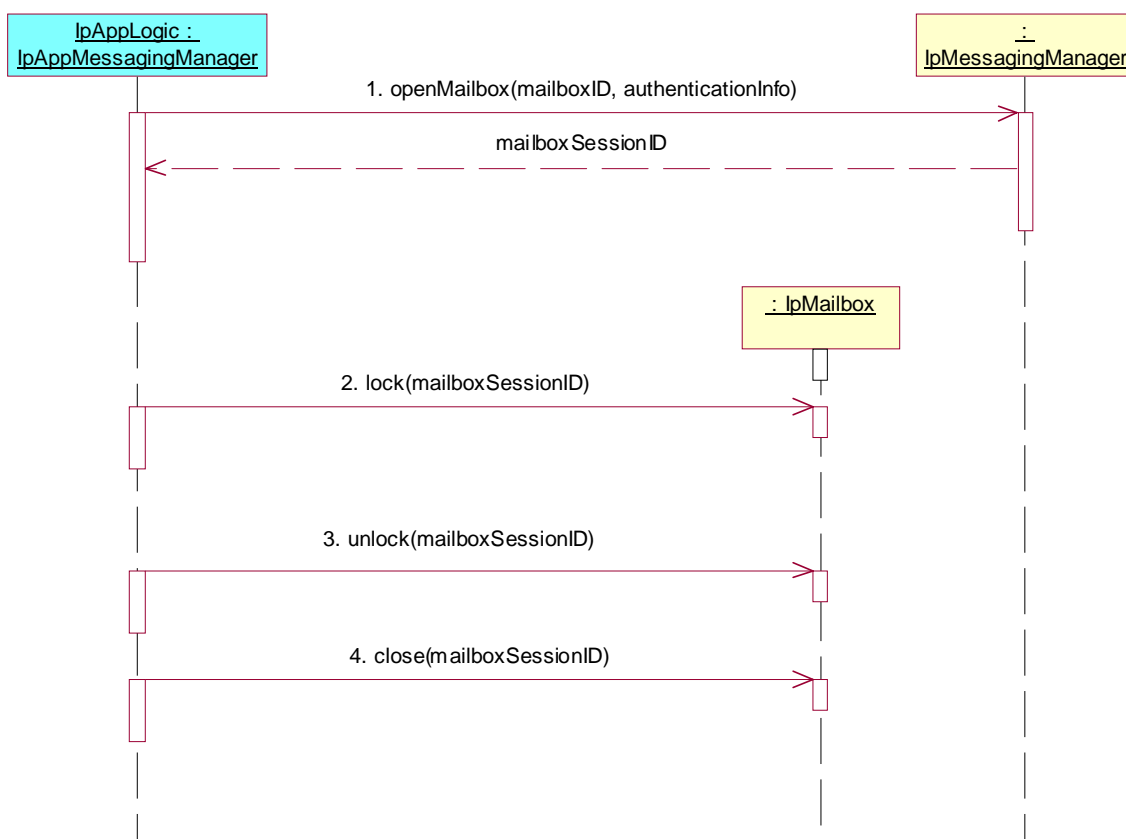 IpAppLogic :
IpAppMessagingManager
:
IpMessagingManager
1. openMailbox(mailboxID, authenticationInfo)
mailboxSessionID
: IpMailbox
2. lock(mailboxSessionID)
3. unlock(mailboxSessionID)
4. close(mailboxSessionID)